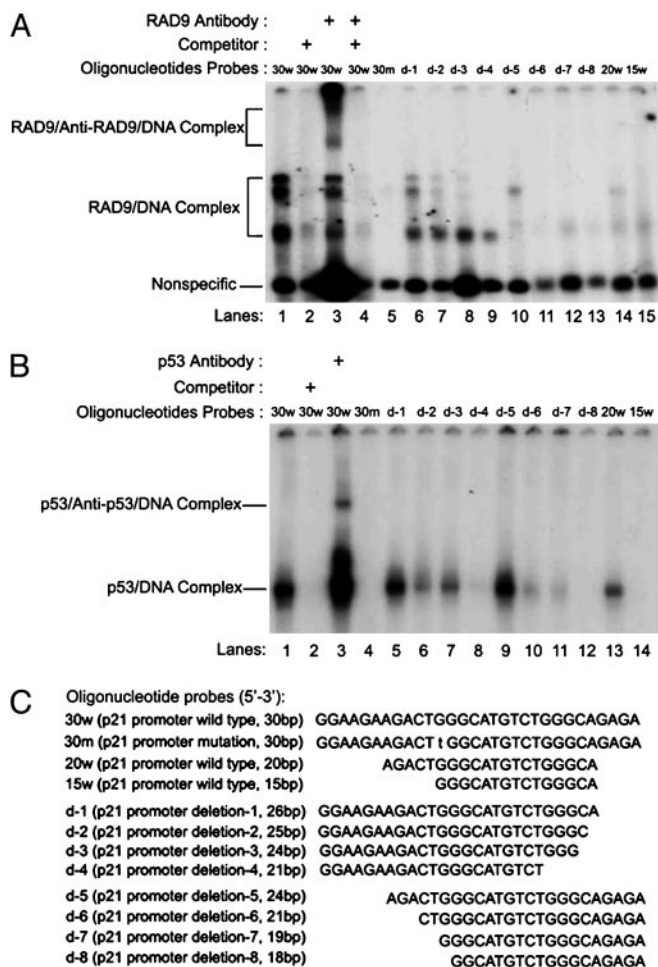 A
RAD9 Antibody : + +
Competitor : + +
Oligonucleotides Probes : 30w 30w 30w 30w 30m d-1 d-2 d-3 d-4 d-5 d-6 d-7 d-8 20w 15w
RAD9/Anti-RAD9/DNA Complex
RAD9/DNA Complex
Nonspecific
Lanes: 1 2 3 4 5 6 7 8 9 10 11 12 13 14 15
B
p53 Antibody : +
Competitor : +
Oligonucleotides Probes : 30w 30w 30w 30m d-1 d-2 d-3 d-4 d-5 d-6 d-7 d-8 20w 15w
p53/Anti-p53/DNA Complex
p53/DNA Complex
Lanes: 1 2 3 4 5 6 7 8 9 10 11 12 13 14
C
Oligonucleotide probes (5'-3'):
30w (p21 promoter wild type, 30bp) GGAAGAAGACTGGGCATGTCTGGGCAGAGA
30m (p21 promoter mutation, 30bp) GGAAGAAGACT t GGCATGTCTGGGCAGAGA
20w (p21 promoter wild type, 20bp) AGACTGGGCATGTCTGGGCA
15w (p21 promoter wild type, 15bp) GGGCATGTCTGGGCA
d-1 (p21 promoter deletion-1, 26bp) GGAAGAAGACTGGGCATGTCTGGGCA
d-2 (p21 promoter deletion-2, 25bp) GGAAGAAGACTGGGCATGTCTGGGC
d-3 (p21 promoter deletion-3, 24bp) GGAAGAAGACTGGGCATGTCTGGG
d-4 (p21 promoter deletion-4, 21bp) GGAAGAAGACTGGGCATGTCT
d-5 (p21 promoter deletion-5, 24bp) AGACTGGGCATGTCTGGGCAGAGA
d-6 (p21 promoter deletion-6, 21bp) CTGGGCATGTCTGGGCAGAGA
d-7 (p21 promoter deletion-7, 19bp) GGGCATGTCTGGGCAGAGA
d-8 (p21 promoter deletion-8, 18bp) GGCATGTCTGGGCAGAGA